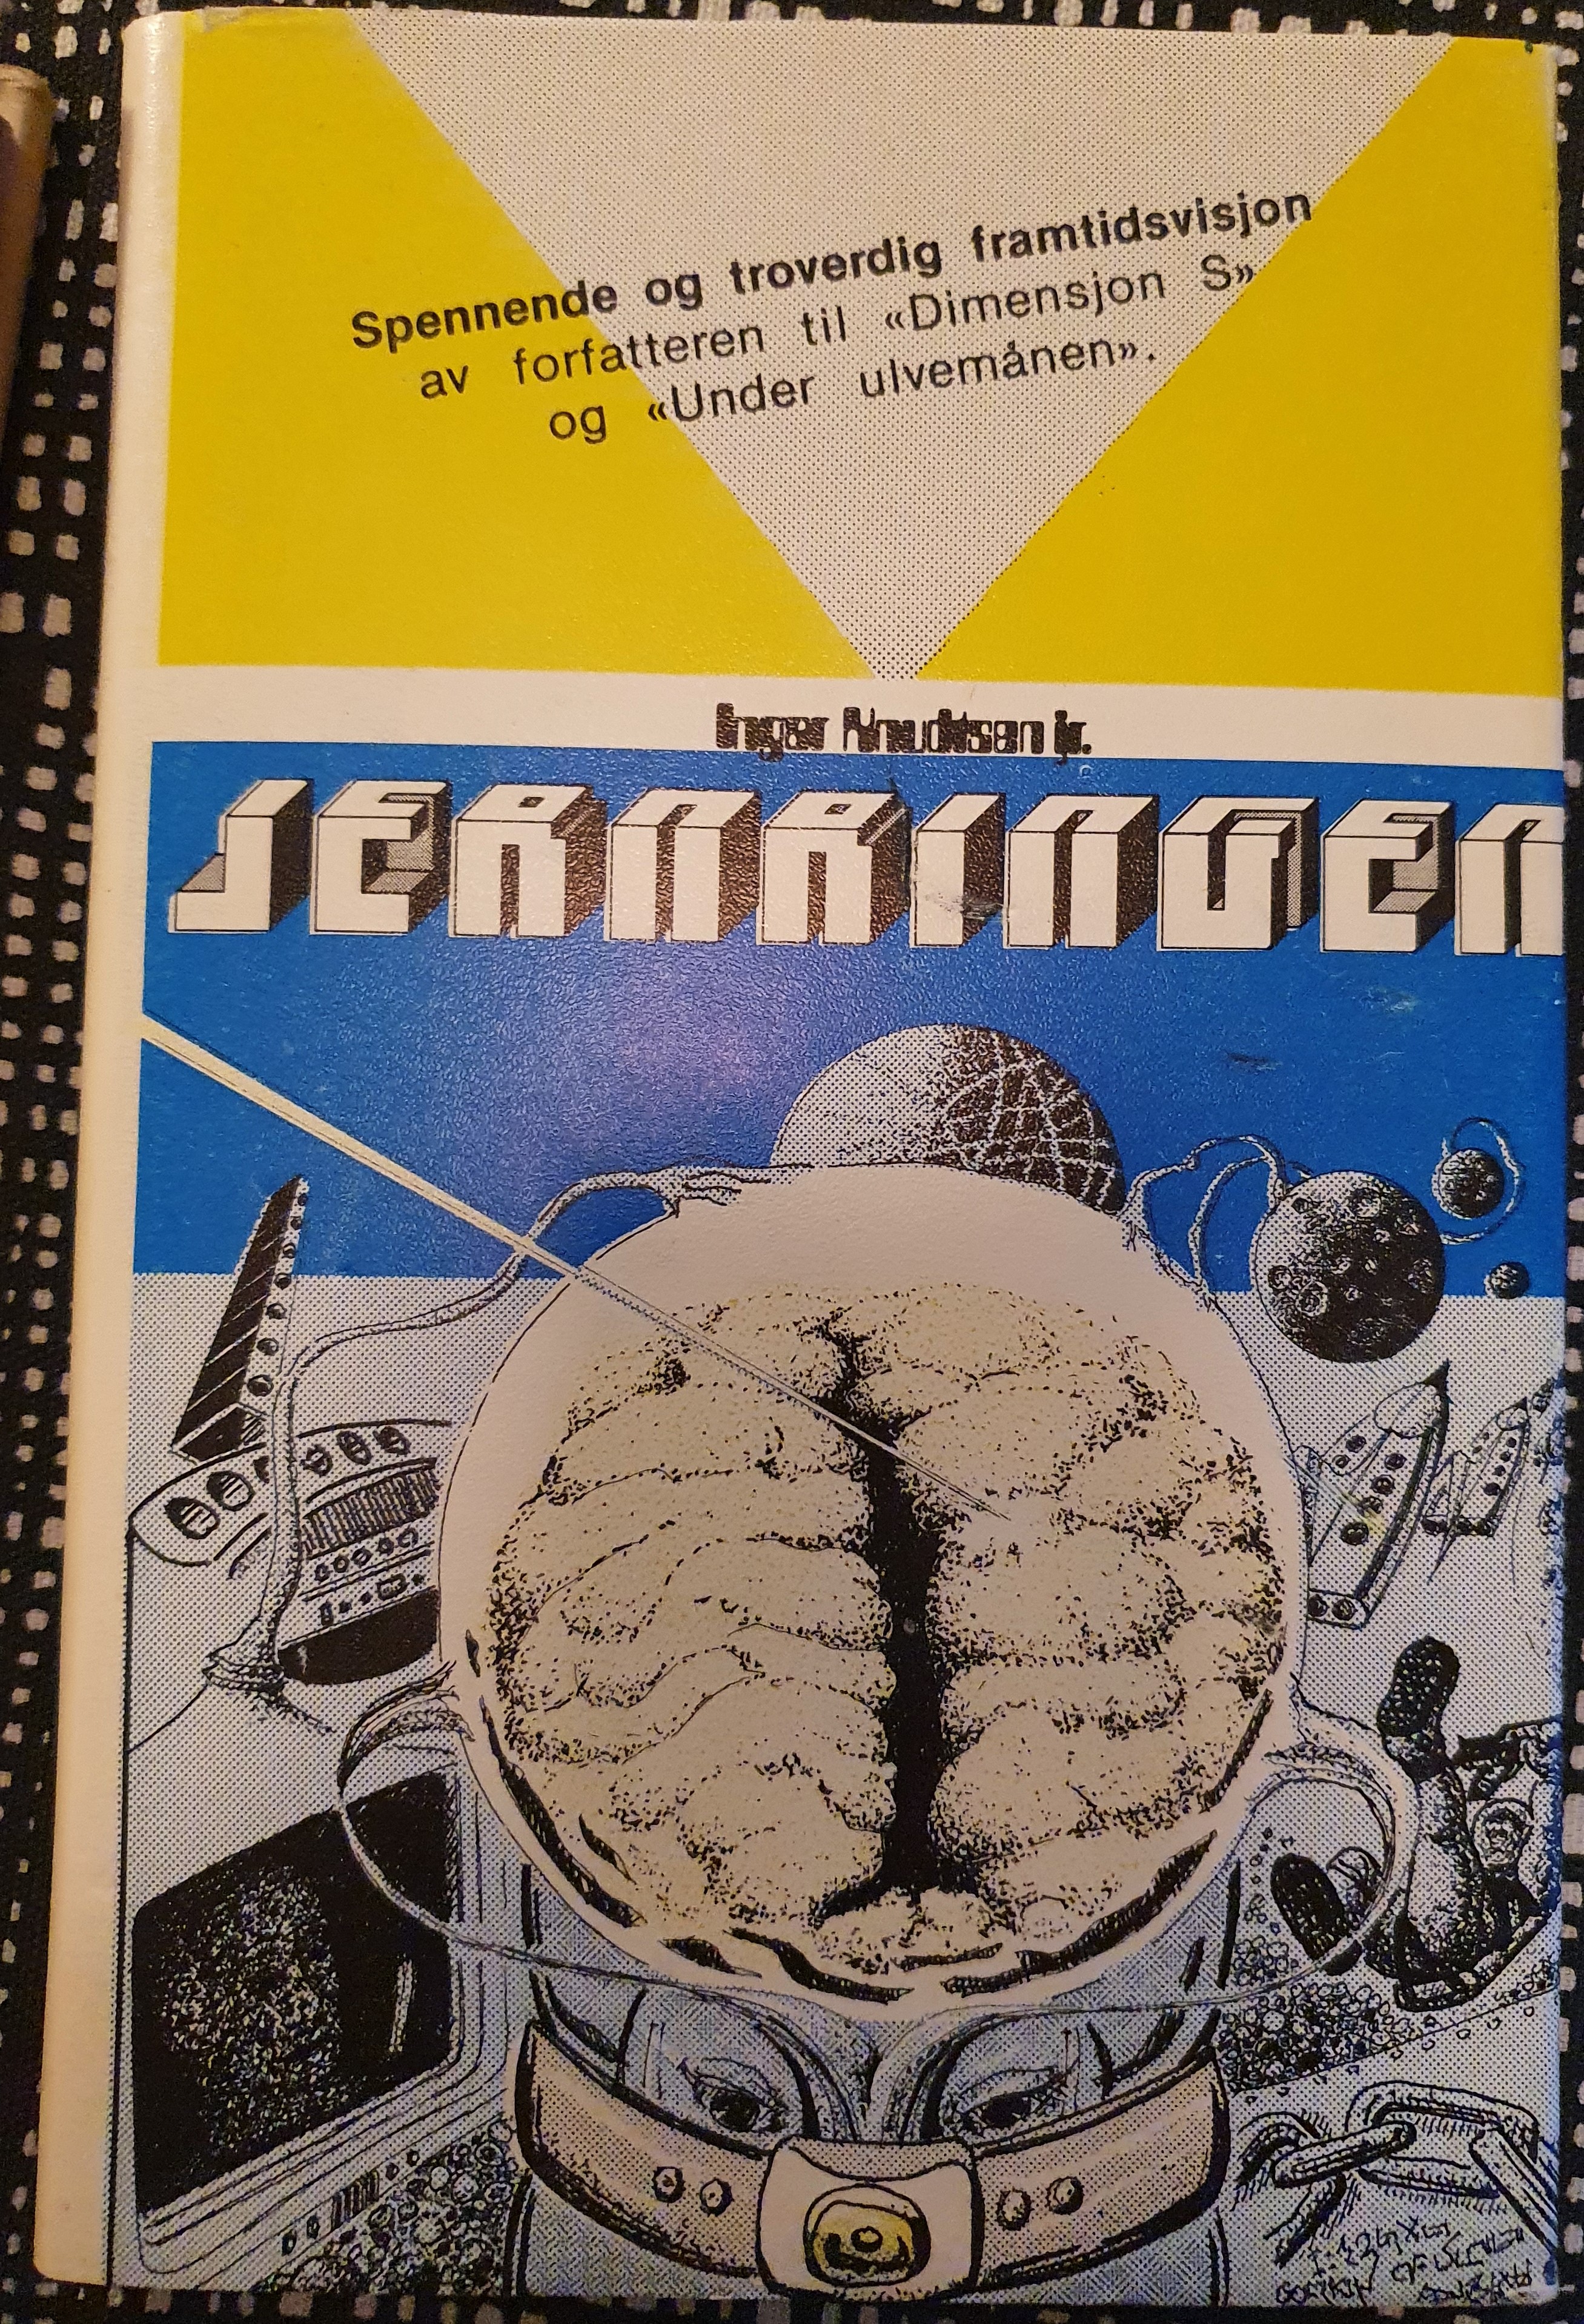 Spennende og troverdig framtidsvisjon
av forfatteren til «Dimensjon S»
og «Under ulvemånen».
Ingar Knudtsen jr.
JERNRINGEN